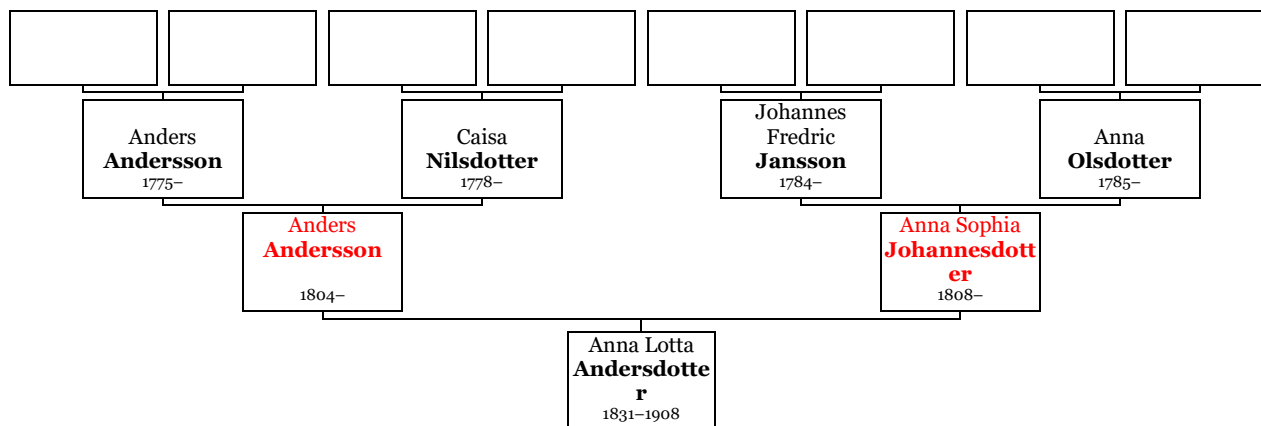 Anders
Andersson
1775–
Caisa
Nilsdotter
1778–
Johannes
Fredric
Jansson
1784–
Anna
Olsdotter
1785–
Anders
Andersson
1804–
Anna Sophia
Johannesdott
er
1808–
Anna Lotta
Andersdotte
r
1831–1908